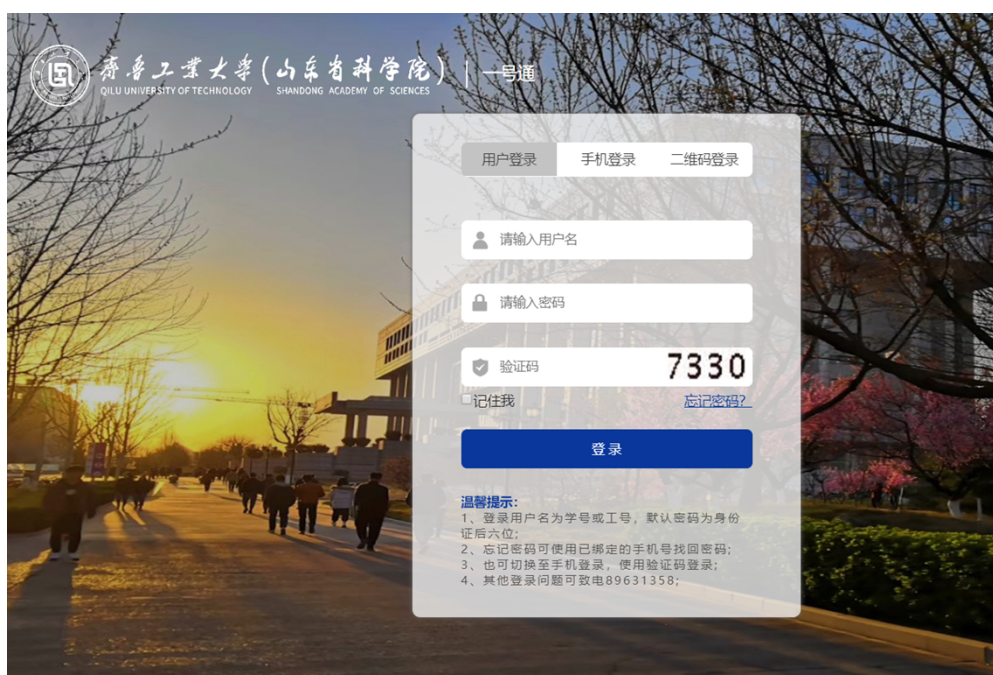 齊魯工業大學(山东省科学院)
一号通
QILU UNIVERSITY OF TECHNOLOGY SHANDONG ACADEMY OF SCIENCES
用户登录 手机登录 二维码登录
请输入用户名
请输入密码
验证码 7330
记住我 忘记密码?
登录
温馨提示:
1、登录用户名为学号或工号，默认密码为身份
证后六位;
2、忘记密码可使用已绑定的手机号找回密码;
3、也可切换至手机登录，使用验证码登录;
4、其他登录问题可致电89631358;